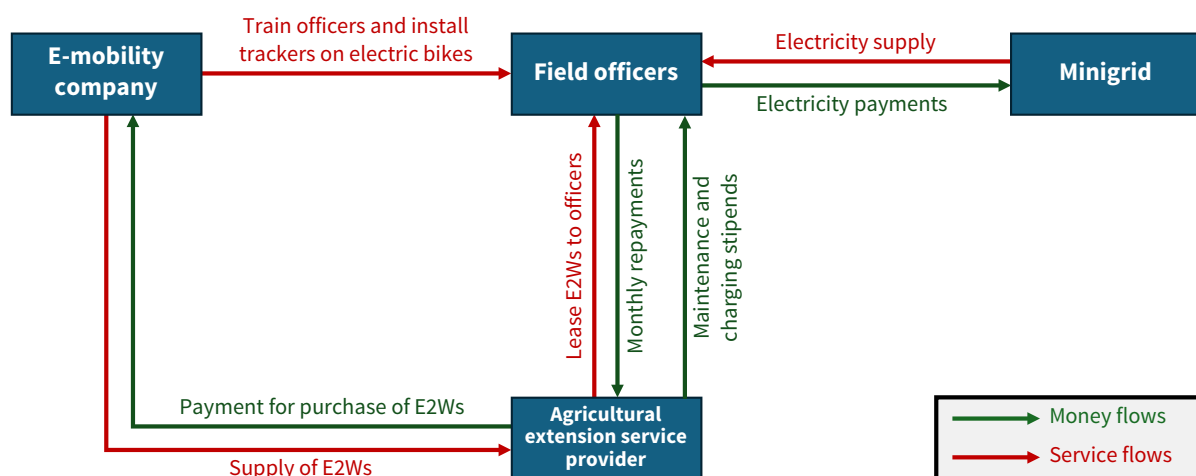 Train officers and install
trackers on electric bikes
E-mobility
company
Field officers
Electricity supply
Electricity payments
Minigrid
Lease E2Ws to officers
Monthly repayments
Maintenance and
charging stipends
Payment for purchase of E2Ws
Supply of E2Ws
Agricultural
extension service
provider
Money flows
Service flows